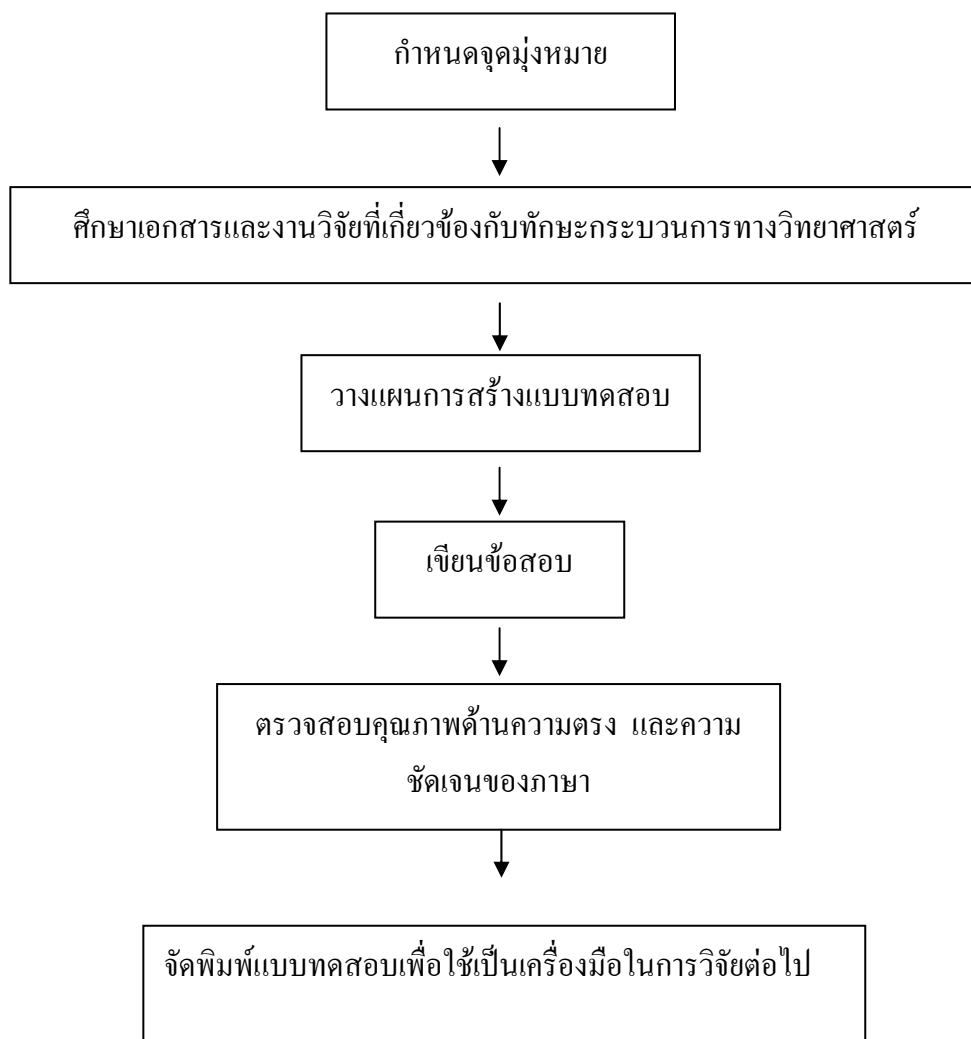 กำหนดจุดมุ่งหมาย
ศึกษาเอกสารและงานวิจัยที่เกี่ยวข้องกับทักษะกระบวนการทางวิทยาศาสตร์
วางแผนการสร้างแบบทดสอบ
เขียนข้อสอบ
ตรวจสอบคุณภาพด้านความตรง และความ
ชัดเจนของภาษา
จัดพิมพ์แบบทดสอบเพื่อใช้เป็นเครื่องมือในการวิจัยต่อไป